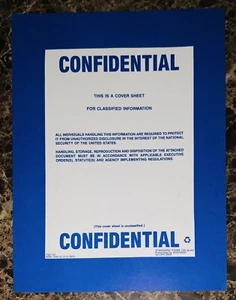 CONFIDENTIAL
THIS IS A COVER SHEET
FOR CLASSIFIED INFORMATION
ALL INDIVIDUALS HANDLING THIS INFORMATION ARE REQUIRED TO PROTECT
IT FROM UNAUTHORIZED DISCLOSURE IN THE INTEREST OF THE NATIONAL
SECURITY OF THE UNITED STATES.
HANDLING, STORAGE, REPRODUCTION AND DISPOSITION OF THE ATTACHED
DOCUMENT MUST BE IN ACCORDANCE WITH APPLICABLE EXECUTIVE
ORDER(S), STATUTE(S) AND AGENCY IMPLEMENTING REGULATIONS.
(This cover sheet is unclassified.)
CONFIDENTIAL